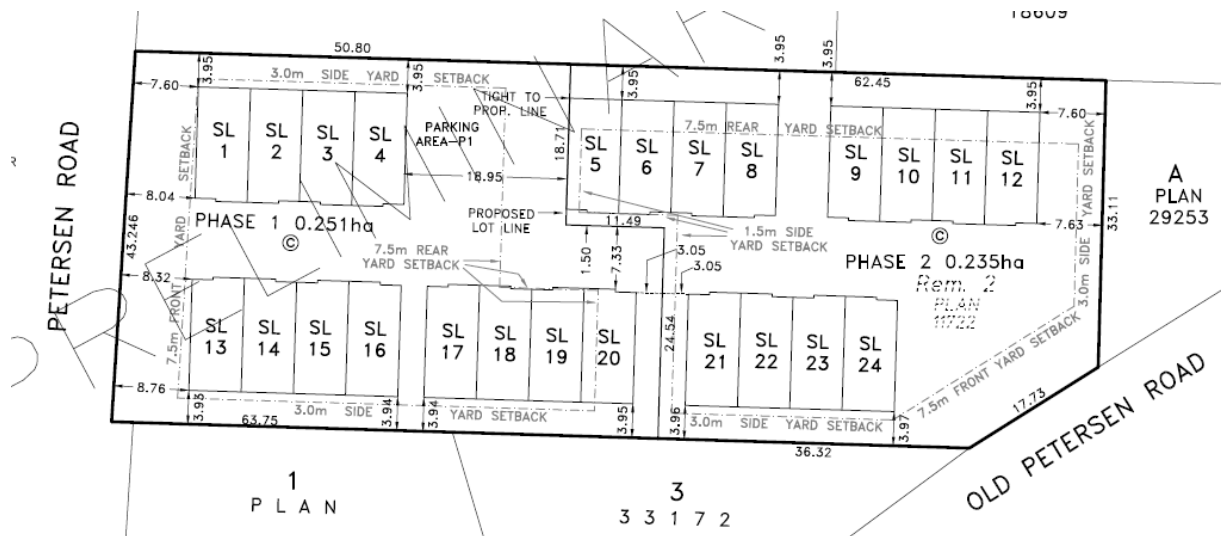 18609
50.80
3.95
3.95
3.95
3.95
3.95
62.45
3.95
3.0m SIDE YARD SETBACK
7.60
TIGHT TO
PROP. LINE
PARKING
AREA-P1
18.71
7.5m REAR YARD SETBACK
7.60
SL
1
SL
2
SL
3
SL
4
SL
5
SL
6
SL
7
SL
8
SL
9
SL
10
SL
11
SL
12
A
PLAN
29253
33.11
3.0m SIDE YARD SETBACK
PETERSEN ROAD
43.246
7.5m FRONT YARD SETBACK
18.95
8.04
PROPOSED
LOT LINE
11.49
1.5m SIDE
YARD SETBACK
7.63
PHASE 1 0.251ha
©
7.5m REAR
YARD SETBACK
1.50
7.33
3.05
3.05
©
PHASE 2 0.235ha
Rem. 2
PLAN
11722
8.32
SL
13
SL
14
SL
15
SL
16
SL
17
SL
18
SL
19
SL
20
24.54
SL
21
SL
22
SL
23
SL
24
7.5m FRONT YARD SETBACK
17.73
OLD PETERSEN ROAD
8.76
3.93
3.0m SIDE YARD SETBACK
3.94
3.94
3.95
3.96
3.0m SIDE YARD SETBACK
3.97
63.75
36.32
1
PLAN
3
33172